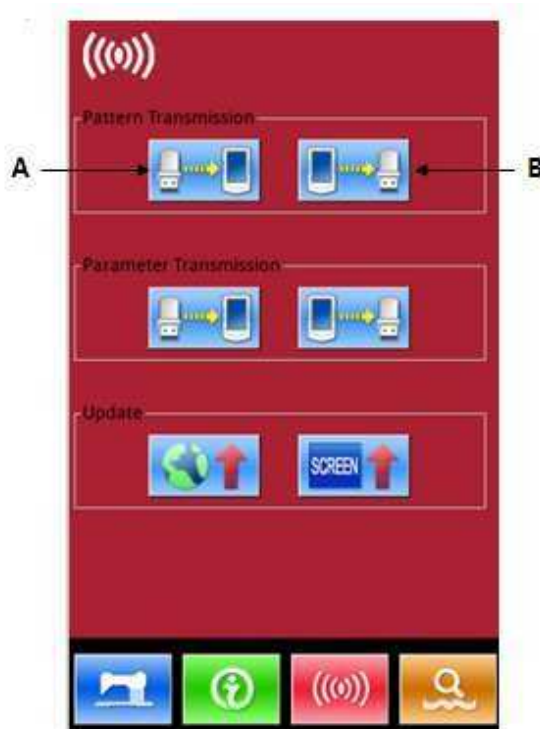 Pattern Transmission
A
B
Parameter Transmission
Update
SCREEN